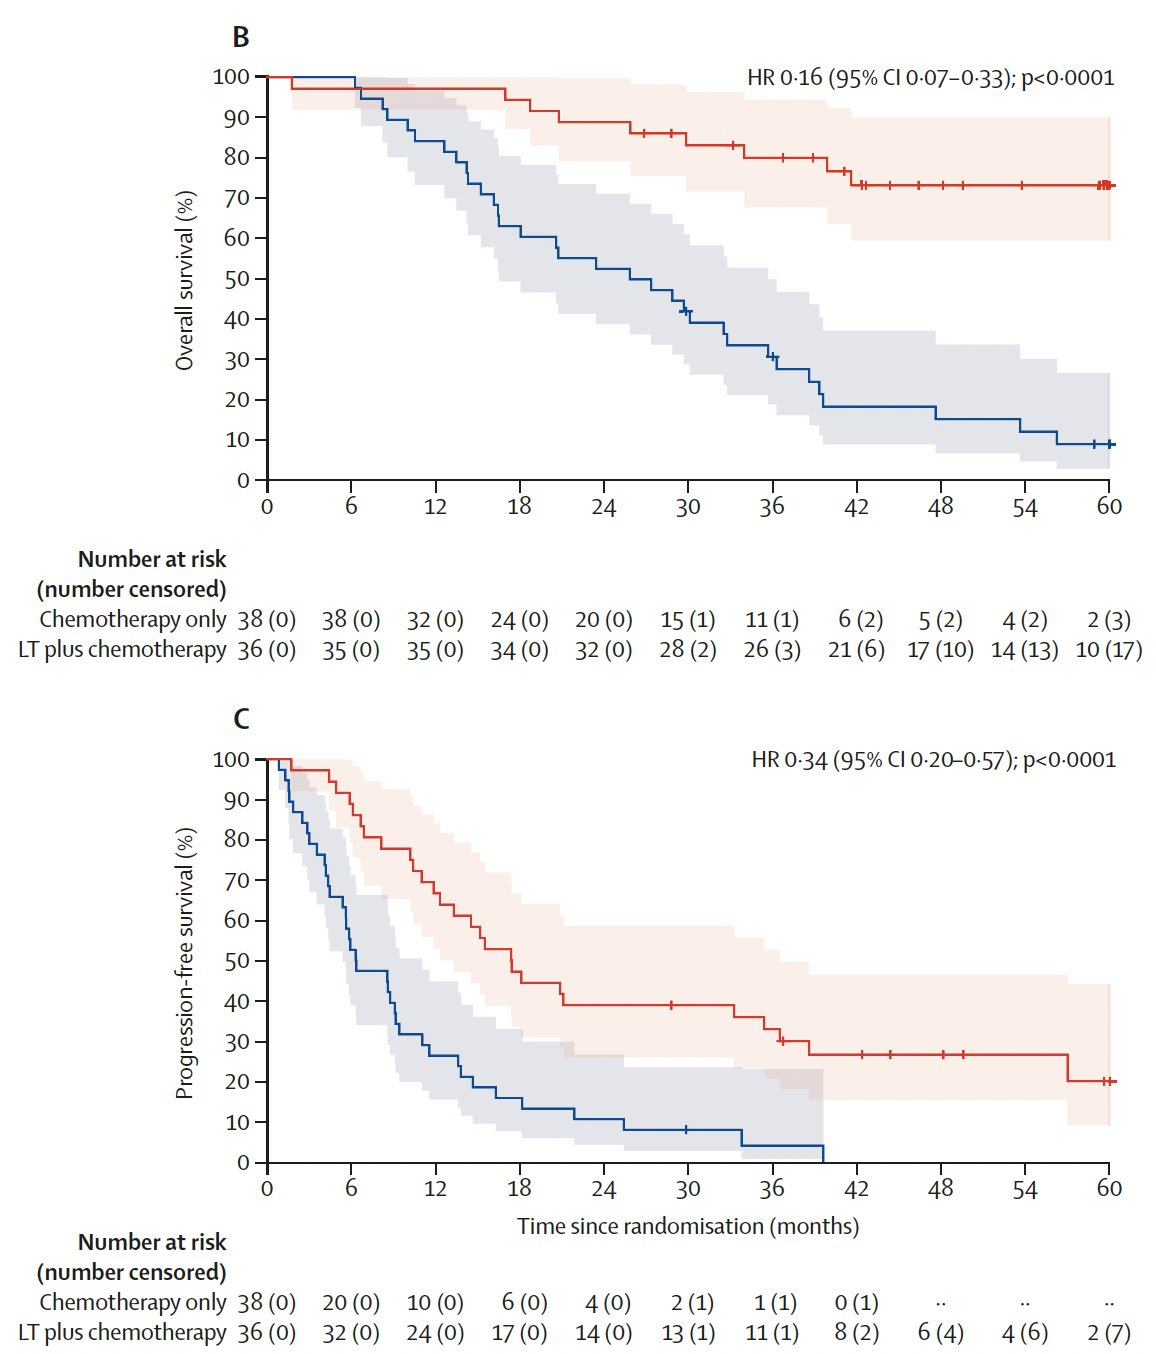 B
HR 0·16 (95% CI 0·07–0·33); p<0·0001
Overall survival (%)
100
90
80
70
60
50
40
30
20
10
0
0 6 12 18 24 30 36 42 48 54 60
Number at risk
(number censored)
Chemotherapy only 38 (0) 38 (0) 32 (0) 24 (0) 20 (0) 15 (1) 11 (1) 6 (2) 5 (2) 4 (2) 2 (3)
LT plus chemotherapy 36 (0) 35 (0) 35 (0) 34 (0) 32 (0) 28 (2) 26 (3) 21 (6) 17 (10) 14 (13) 10 (17)
C
HR 0·34 (95% CI 0·20–0·57); p<0·0001
Progression-free survival (%)
100
90
80
70
60
50
40
30
20
10
0
0 6 12 18 24 30 36 42 48 54 60
Time since randomisation (months)
Number at risk
(number censored)
Chemotherapy only 38 (0) 20 (0) 10 (0) 6 (0) 4 (0) 2 (1) 1 (1) 0 (1) ·· ·· ··
LT plus chemotherapy 36 (0) 32 (0) 24 (0) 17 (0) 14 (0) 13 (1) 11 (1) 8 (2) 6 (4) 4 (6) 2 (7)